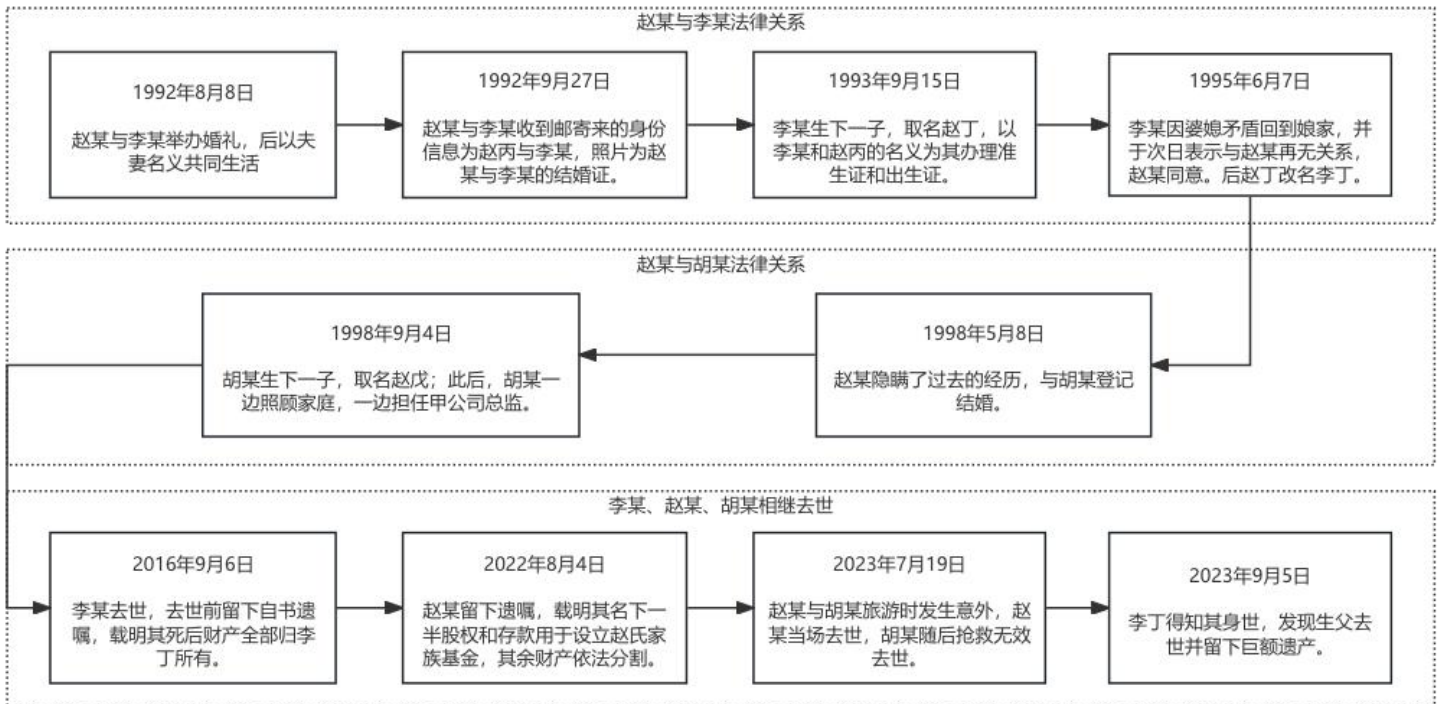 赵某与李某法律关系
1992年8月8日
赵某与李某举办婚礼，后以夫
妻名义共同生活
1992年9月27日
赵某与李某收到邮寄来的身份
信息为赵丙与李某，照片为赵
某与李某的结婚证。
1993年9月15日
李某生下一子，取名赵丁，以
李某和赵丙的名义为其办理准
生证和出生证。
1995年6月7日
李某因婆媳矛盾回到娘家，并
于次日表示与赵某再无关系，
赵某同意。后赵丁改名李丁。
赵某与胡某法律关系
1998年9月4日
胡某生下一子，取名赵戊；此后，胡某一
边照顾家庭，一边担任甲公司总监。
1998年5月8日
赵某隐瞒了过去的经历，与胡某登记
结婚。
李某、赵某、胡某相继去世
2016年9月6日
李某去世，去世前留下自书遗
嘱，载明其死后财产全部归李
丁所有。
2022年8月4日
赵某留下遗嘱，载明其名下一
半股权和存款用于设立赵氏家
族基金，其余财产依法分割。
2023年7月19日
赵某与胡某旅游时发生意外，赵
某当场去世，胡某随后抢救无效
去世。
2023年9月5日
李丁得知其身世，发现生父去
世并留下巨额遗产。